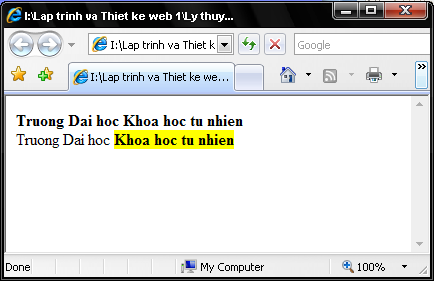 I:\Lap trinh va Thiet ke web 1\Ly thuy...
I:\Lap trinh va Thiet k
Google
I:\Lap trinh va Thiet ke we...
Truong Dai hoc Khoa hoc tu nhien
Truong Dai hoc Khoa hoc tu nhien
Done
My Computer
100%